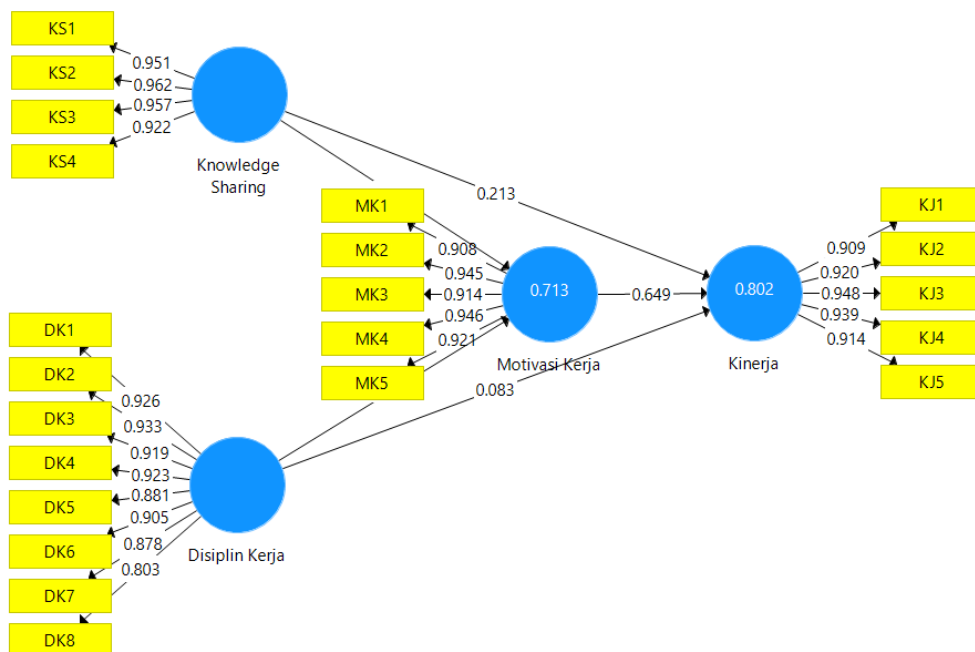 KS1
KS2
KS3
KS4
0.951
0.962
0.957
0.922
Knowledge
Sharing
0.213
MK1
MK2
MK3
MK4
MK5
0.908
0.945
0.914
0.946
0.921
0.713
Motivasi Kerja
0.649
0.083
0.802
Kinerja
0.909
0.920
0.948
0.939
0.914
KJ1
KJ2
KJ3
KJ4
KJ5
DK1
DK2
DK3
DK4
DK5
DK6
DK7
DK8
0.926
0.933
0.919
0.923
0.881
0.905
0.878
0.803
Disiplin Kerja